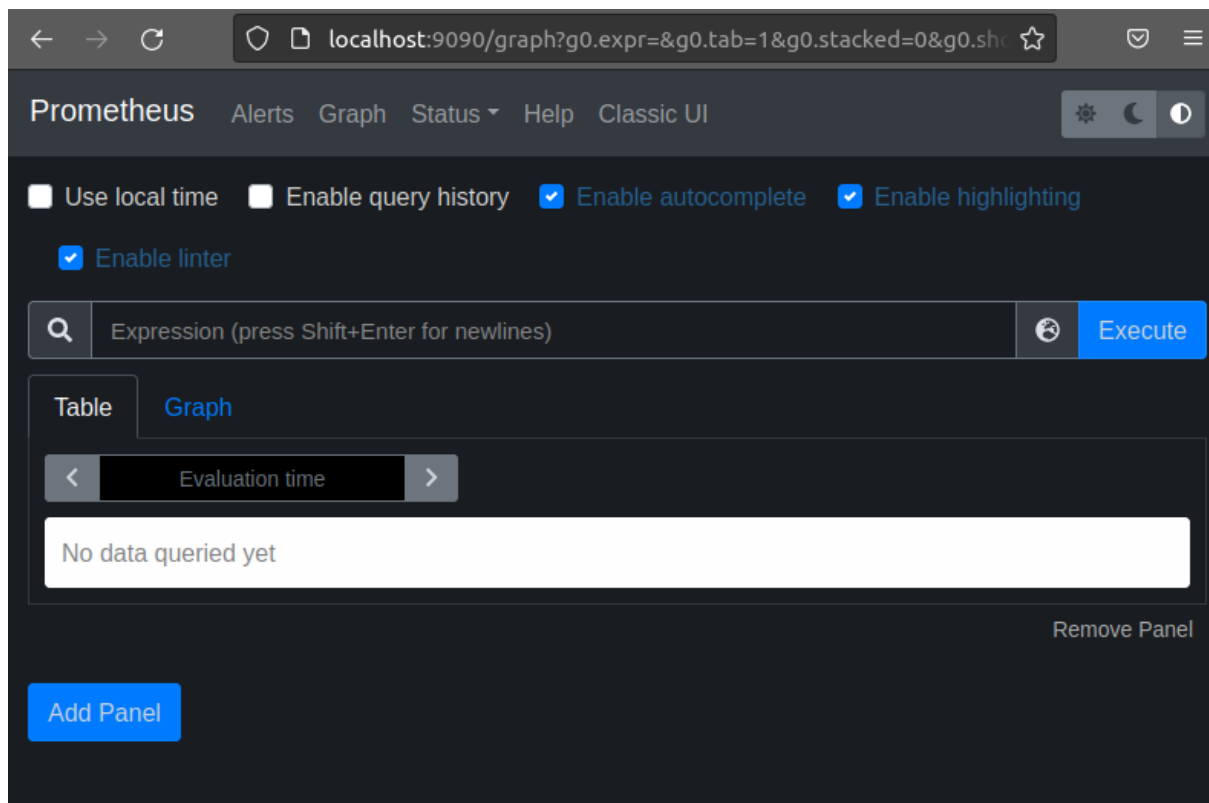 localhost:9090/graph?g0.expr=&g0.tab=1&g0.stacked=0&g0.sho
Prometheus Alerts Graph Status Help Classic UI
Use local time Enable query history Enable autocomplete Enable highlighting
Enable linter
Expression (press Shift+Enter for newlines) Execute
Table Graph
Evaluation time
No data queried yet
Remove Panel
Add Panel